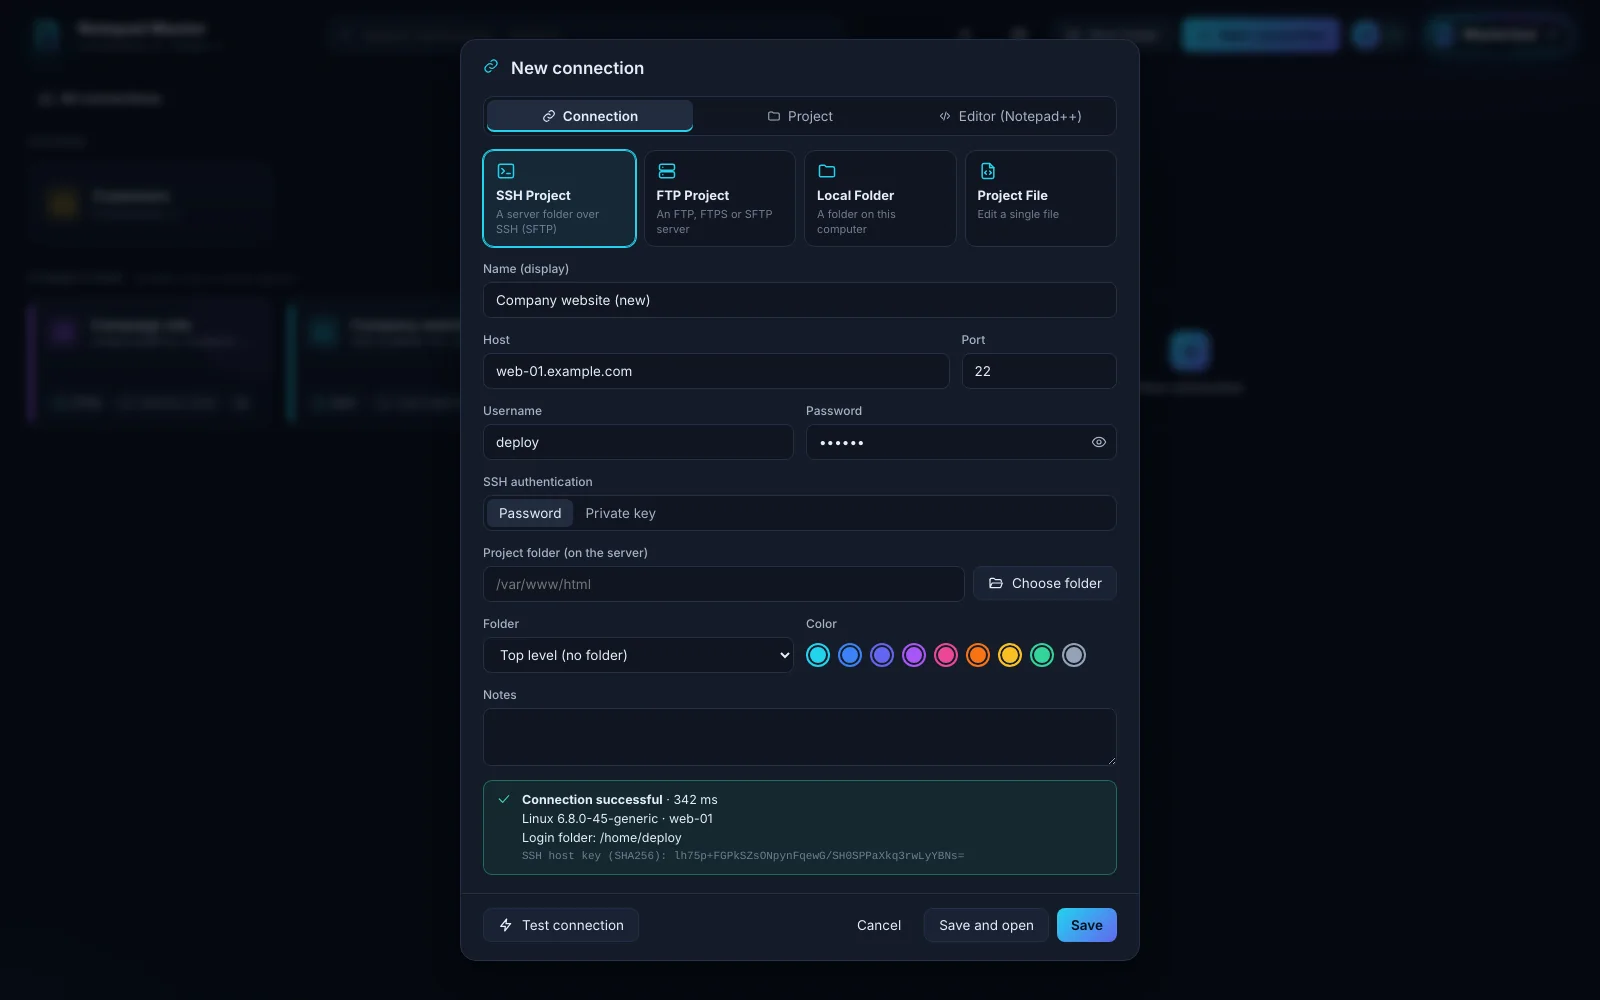 New connection
Connection
Project
Editor (Notepad++)
SSH Project
A server folder over
SSH (SFTP)
FTP Project
An FTP, FTPS or SFTP
server
Local Folder
A folder on this
computer
Project File
Edit a single file
Name (display)
Company website (new)
Host
Port
web-01.example.com
22
Username
Password
deploy
••••••
SSH authentication
Password
Private key
Project folder (on the server)
/var/www/html
Choose folder
Folder
Color
Top level (no folder)
Notes
Connection successful · 342 ms
Linux 6.8.0-45-generic · web-01
Login folder: /home/deploy
SSH host key (SHA256): lh75p+FGPkSZsONpynFqewG/SH0SPPaXkq3rwLyYBNs=
Test connection
Cancel
Save and open
Save